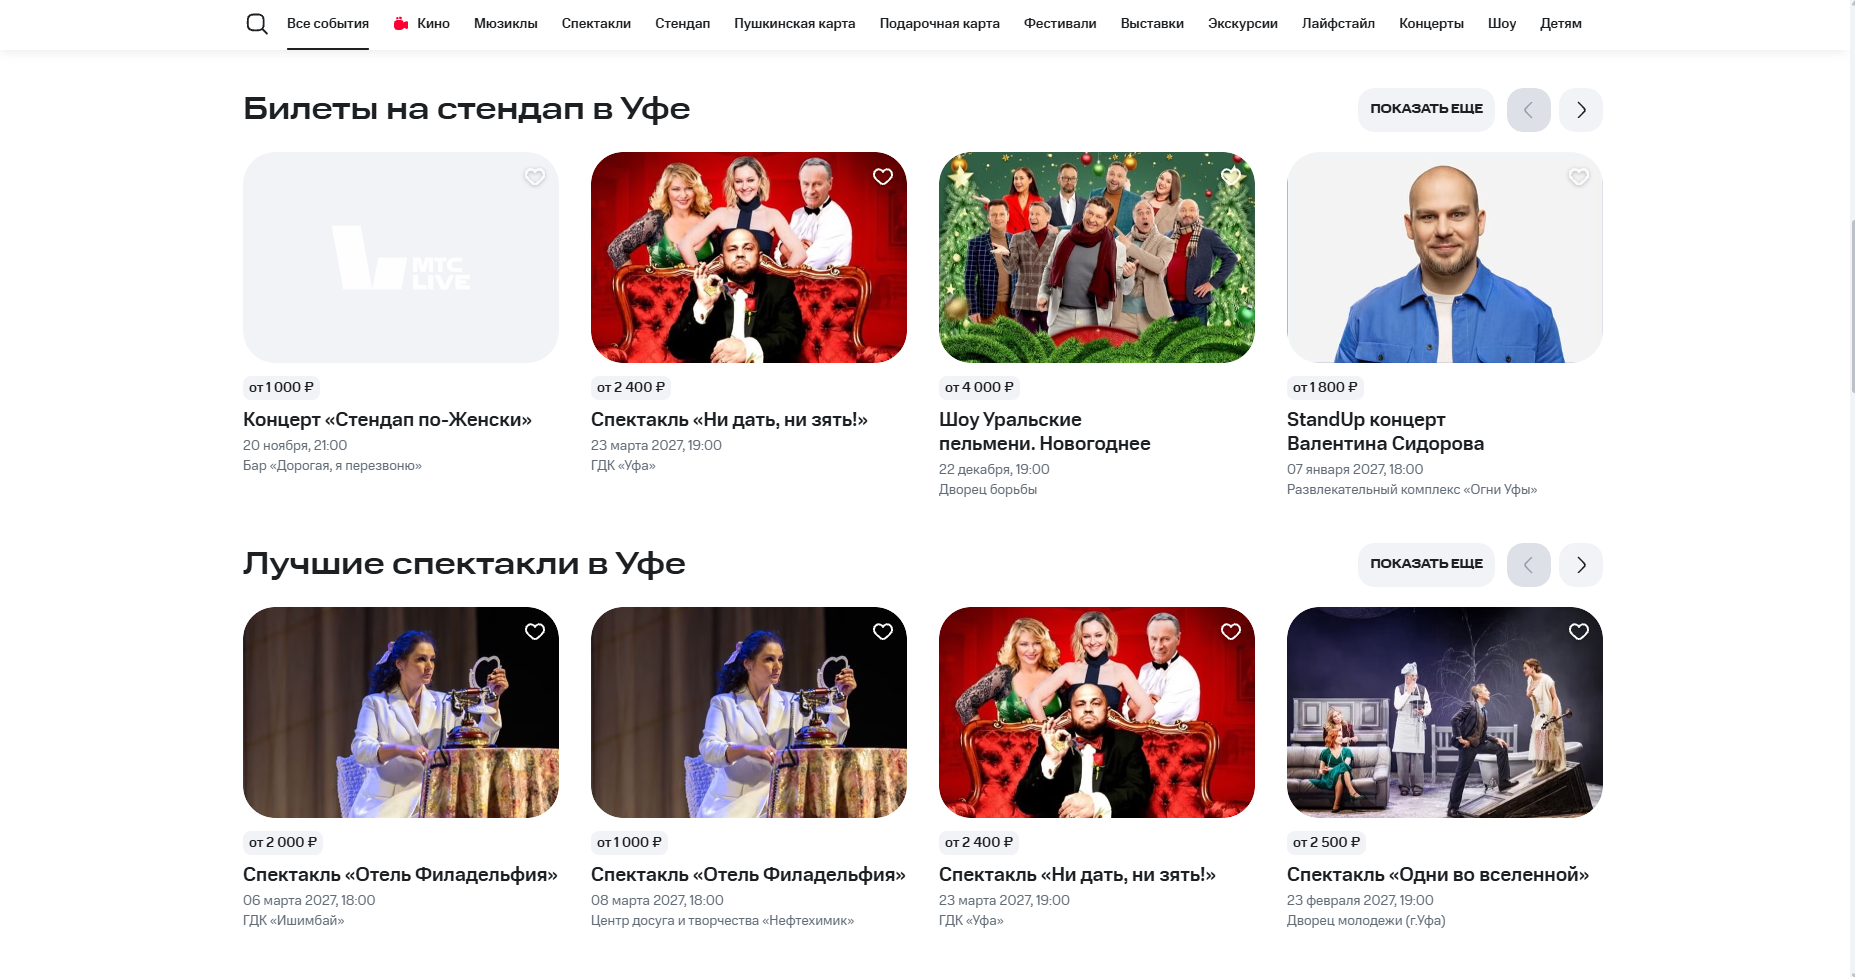 Все события Кино Мюзиклы Спектакли Стендап Пушкинская карта Подарочная карта Фестивали Выставки Экскурсии Лайфстайл Концерты Шоу Детям
Билеты на стендап в Уфе
ПОКАЗАТЬ ЕЩЕ
МТС
LIVE
от 1 000 ₽
Концерт «Стендап по-Женски»
20 ноября, 21:00
Бар «Дорогая, я перезвоню»
от 2 400 ₽
Спектакль «Ни дать, ни зять!»
23 марта 2027, 19:00
ГДК «Уфа»
от 4 000 ₽
Шоу Уральские
пельмени. Новогоднее
22 декабря, 19:00
Дворец борьбы
от 1 800 ₽
StandUp концерт
Валентина Сидорова
07 января 2027, 18:00
Развлекательный комплекс «Огни Уфы»
Лучшие спектакли в Уфе
ПОКАЗАТЬ ЕЩЕ
от 2 000 ₽
Спектакль «Отель Филадельфия»
06 марта 2027, 18:00
ГДК «Ишимбай»
от 1 000 ₽
Спектакль «Отель Филадельфия»
08 марта 2027, 18:00
Центр досуга и творчества «Нефтехимик»
от 2 400 ₽
Спектакль «Ни дать, ни зять!»
23 марта 2027, 19:00
ГДК «Уфа»
от 2 500 ₽
Спектакль «Одни во вселенной»
23 февраля 2027, 19:00
Дворец молодежи (г.Уфа)